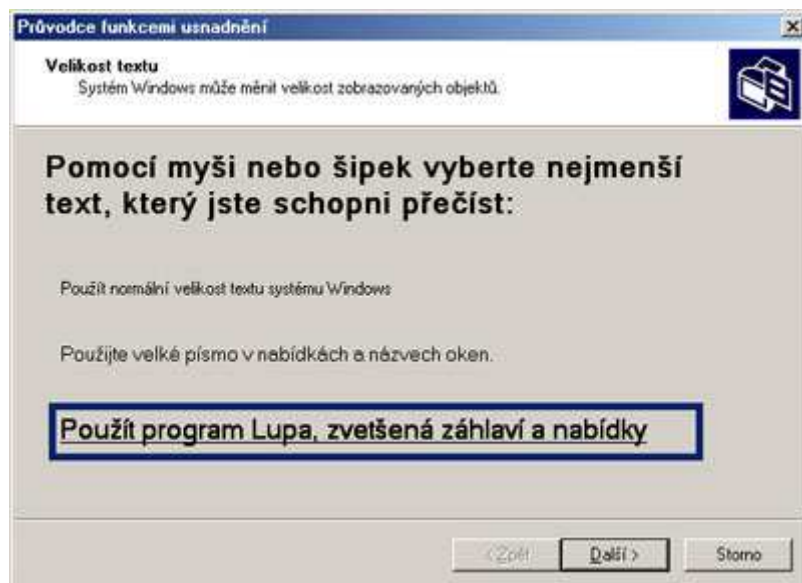 Průvodce funkcemi usnadnění
Velikost textu
Systém Windows může měnit velikost zobrazovaných objektů.
Pomocí myši nebo šipek vyberte nejmenší
text, který jste schopni přečíst:
Použít normální velikost textu systému Windows
Použijte velké písmo v nabídkách a názvech oken.
Použít program Lupa, zvetšená záhlaví a nabídky
< Zpět
Další >
Storno